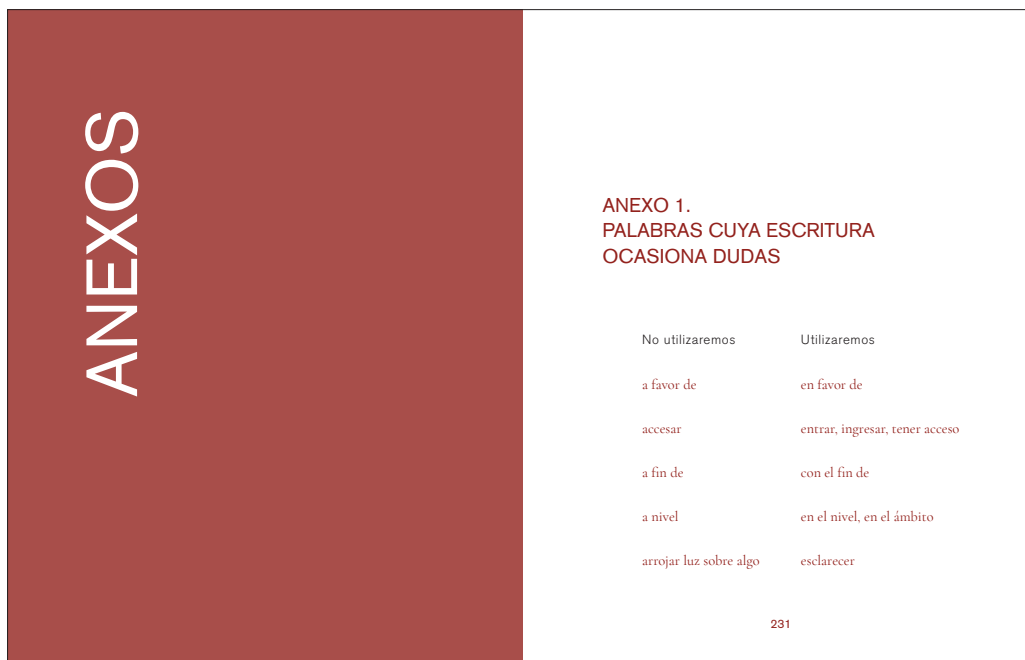 ANEXOS
ANEXO 1.
PALABRAS CUYA ESCRITURA
OCASIONA DUDAS
No utilizaremos Utilizaremos
a favor de en favor de
accesar entrar, ingresar, tener acceso
a fin de con el fin de
a nivel en el nivel, en el ámbito
arrojar luz sobre algo esclarecer
231